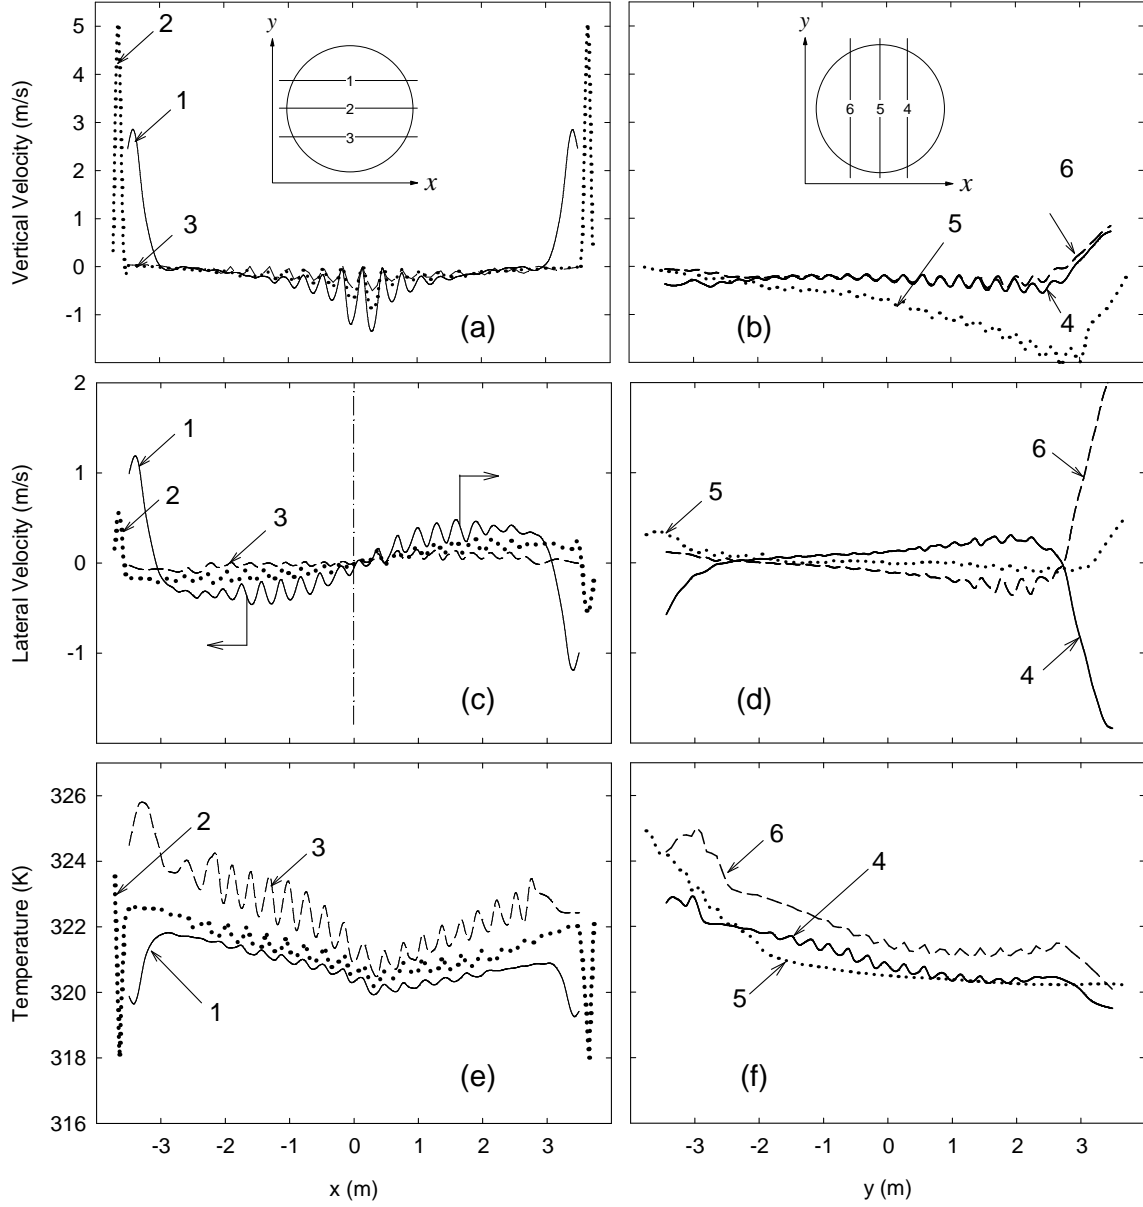 5
4
3
2
1
0
-1
Vertical Velocity (m/s)
2
1
3
y
1
2
3
x
(a)
y
6 5 4
x
6
5
4
(b)
2
1
0
-1
Lateral Velocity (m/s)
1
2
3
(c)
5
6
4
(d)
326
324
322
320
318
316
Temperature (K)
2
3
1
(e)
6
4
5
(f)
-3 -2 -1 0 1 2 3
x (m)
-3 -2 -1 0 1 2 3
y (m)